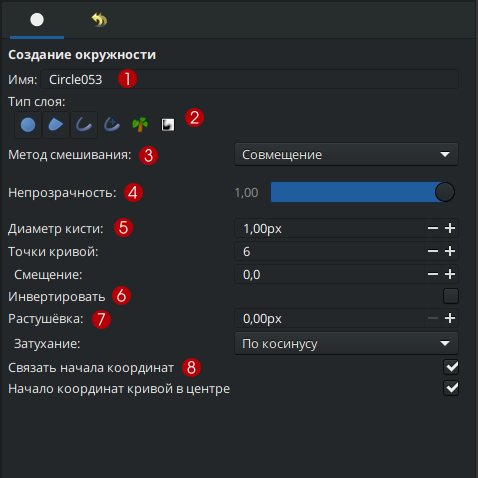 Создание окружности
Имя: Circle053 1
Тип слоя:
2
Метод смешивания: 3 Совмещение
Непрозрачность: 4 1,00
Диаметр кисти: 5 1,00px
Точки кривой: 6
Смещение: 0,0
Инвертировать 6
Растушёвка: 7 0,00px
Затухание: По косинусу
Связать начала координат 8
Начало координат кривой в центре